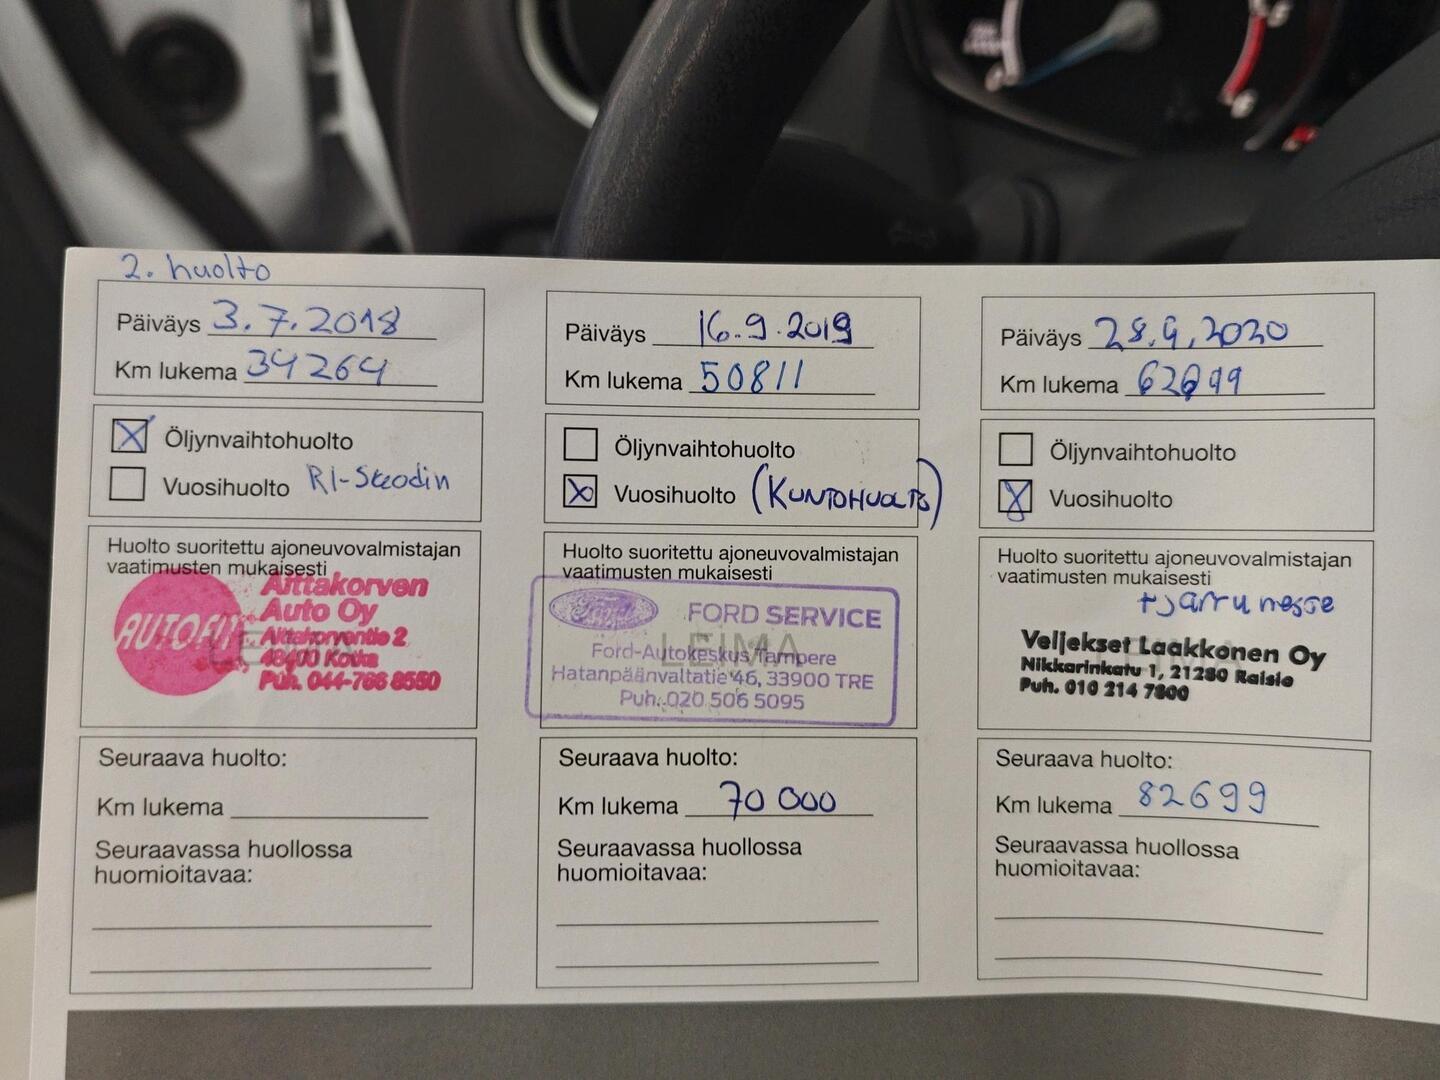 2. huolto
Päiväys 3.7.2018
Km lukema 34264
Öljynvaihtohuolto
Vuosihuolto
Huolto suoritettu ajoneuvovalmistajan
vaatimusten mukaisesti
AUTOFIT
Aittakorven
Auto Oy
Aittakorventie 2
48400 Kotka
Puh. 044-766 8550
Seuraava huolto:
Km lukema
Seuraavassa huollossa
huomioitavaa:
Päiväys 16.9.2019
Km lukema 50811
Öljynvaihtohuolto
Vuosihuolto (KUNTOHUOLTO)
Huolto suoritettu ajoneuvovalmistajan
vaatimusten mukaisesti
LEIMA
Ford
FORD SERVICE
Ford-Autokeskus Tampere
Hatanpäänvaltatie 46, 33900 TRE
Puh. 020 506 5095
Seuraava huolto:
Km lukema 70 000
Seuraavassa huollossa
huomioitavaa:
Päiväys 28.9.2020
Km lukema 62699
Öljynvaihtohuolto
Vuosihuolto
Huolto suoritettu ajoneuvovalmistajan
vaatimusten mukaisesti
+jarruneste
LEIMA
Veljekset Laakkonen Oy
Nikkarinkatu 1, 21280 Raisio
Puh. 010 214 7800
Seuraava huolto:
Km lukema 82699
Seuraavassa huollossa
huomioitavaa: